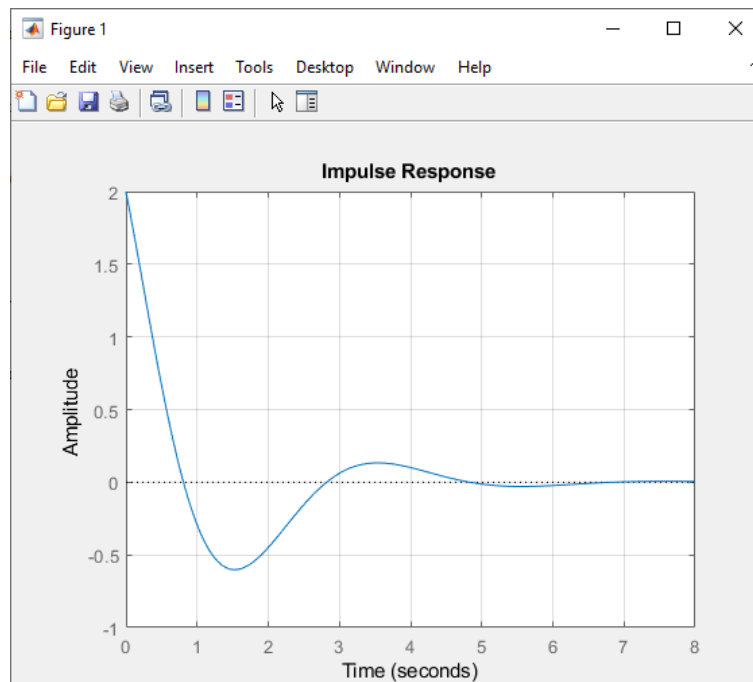 Figure 1
File Edit View Insert Tools Desktop Window Help
Impulse Response
2
1.5
1
0.5
0
-0.5
-1
Amplitude
0 1 2 3 4 5 6 7 8
Time (seconds)